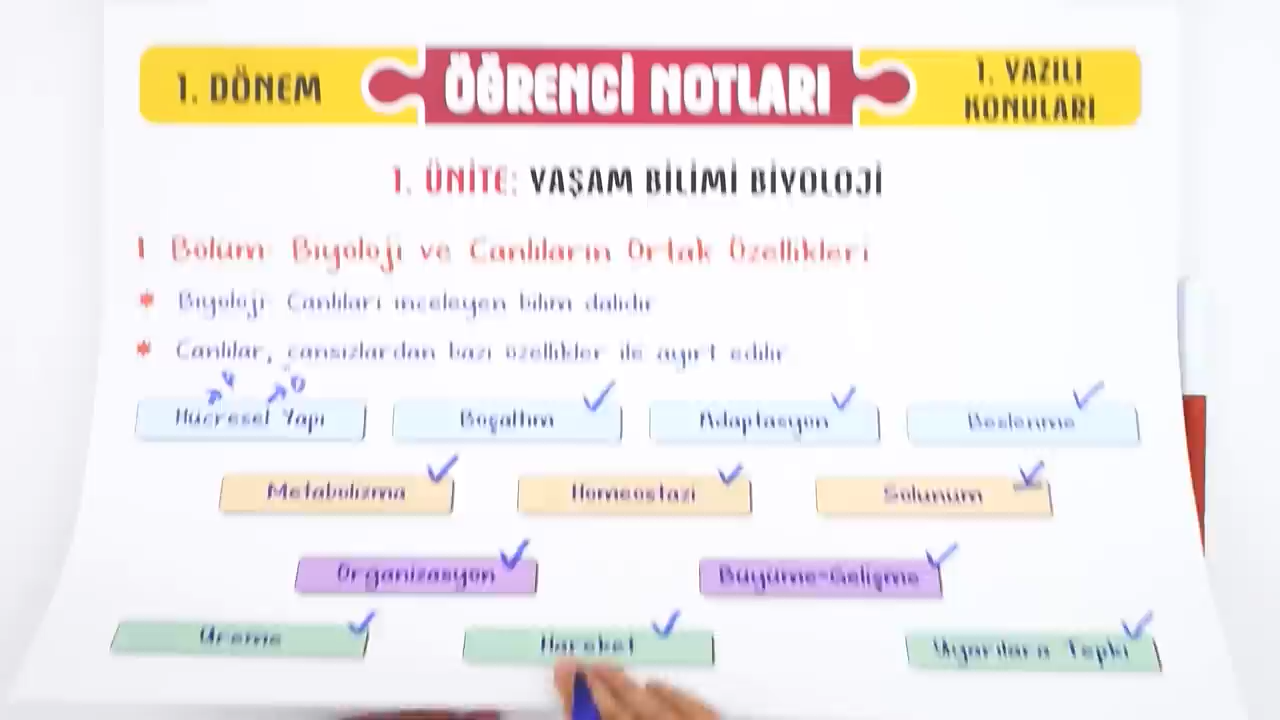 1. DÖNEM
ÖĞRENCİ NOTLARI
1. YAZILI
KONULARI
1. ÜNİTE: YAŞAM BİLİMİ BİYOLOJİ
1. Bölüm: Biyoloji ve Canlıların Ortak Özellikleri
* Biyoloji: Canlıları inceleyen bilim dalıdır.
* Canlılar, cansızlardan bazı özellikler ile ayırt edilir.
Hücresel Yapı
Boşaltım
Adaptasyon
Beslenme
Metabolizma
Homeostazi
Solunum
Organizasyon
Büyüme-Gelişme
Üreme
Hareket
Uyarılara Tepki